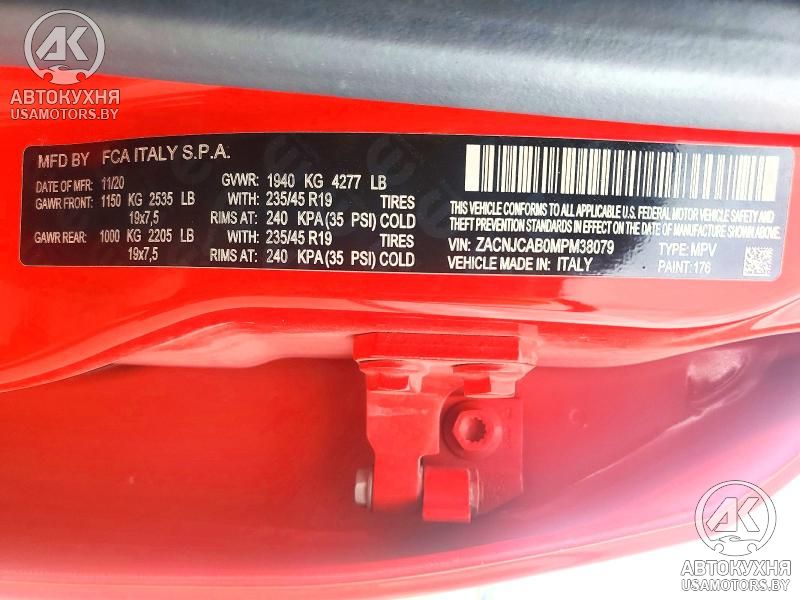 AK
АВТОКУХНЯ
USAMOTORS.BY
MFD BY FCA ITALY S.P.A.
DATE OF MFD: 11/20 GVWR: 1940 KG 4277 LB
GAWR FRONT: 1150 KG 2535 LB WITH: 235/45 R19 TIRES
19x7,5 RIMS AT: 240 KPA (35 PSI) COLD
GAWR REAR: 1000 KG 2205 LB WITH: 235/45 R19 TIRES
19x7,5 RIMS AT: 240 KPA (35 PSI) COLD
THIS VEHICLE CONFORMS TO ALL APPLICABLE U.S. FEDERAL MOTOR VEHICLE SAFETY AND
THEFT PREVENTION STANDARDS IN EFFECT ON THE DATE OF MANUFACTURE SHOWN ABOVE.
VIN: ZACNJCAB0MPM38079 TYPE: MPV
VEHICLE MADE IN: ITALY PAINT: 176
AK
АВТОКУХНЯ
USAMOTORS.BY